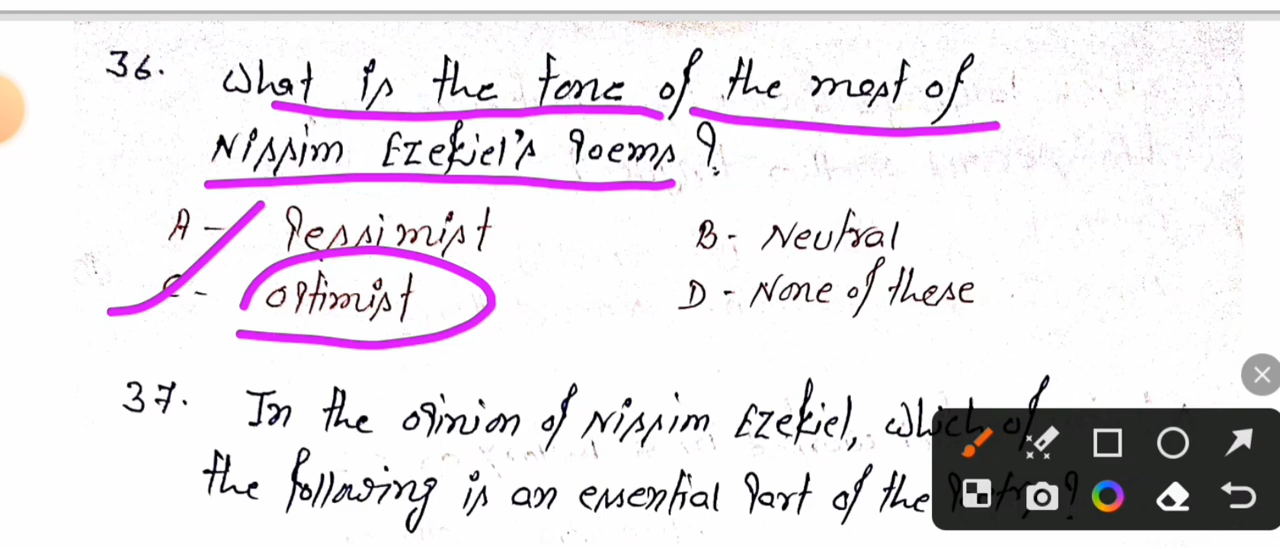 36. What is the tone of the most of
Nissim Ezekiel's Poems ?
A - Pessimist
B - Neutral
C - optimist
D - None of these
37. In the opinion of Nissim Ezekiel, which of
the following is an essential Part of the